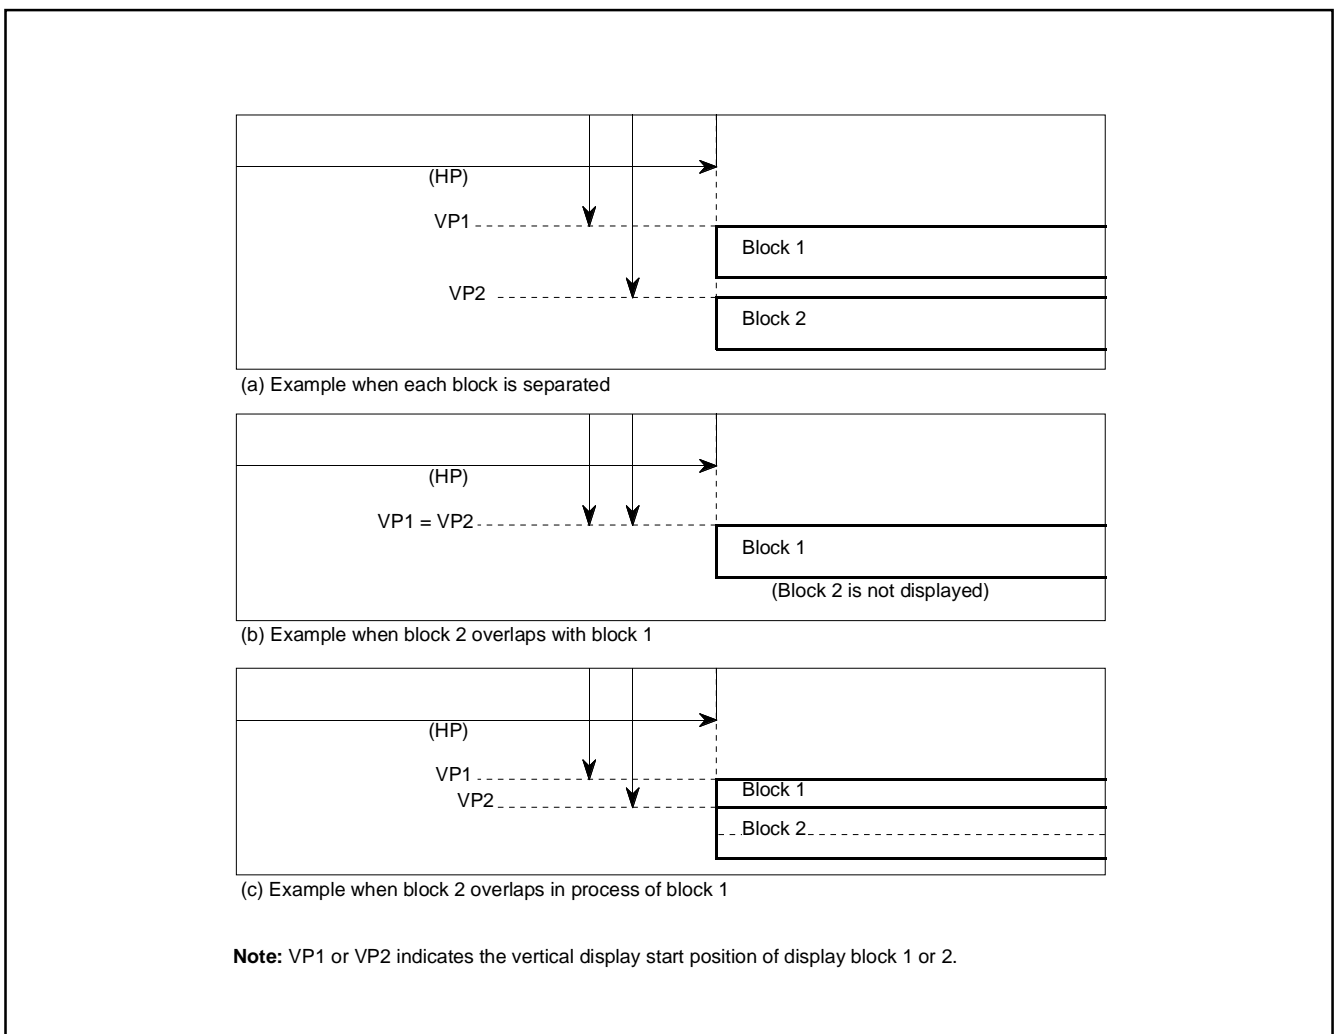 (HP)
VP1
Block 1
VP2
Block 2
(a) Example when each block is separated
(HP)
VP1 = VP2
Block 1
(Block 2 is not displayed)
(b) Example when block 2 overlaps with block 1
(HP)
VP1
Block 1
VP2
Block 2
(c) Example when block 2 overlaps in process of block 1
Note: VP1 or VP2 indicates the vertical display start position of display block 1 or 2.